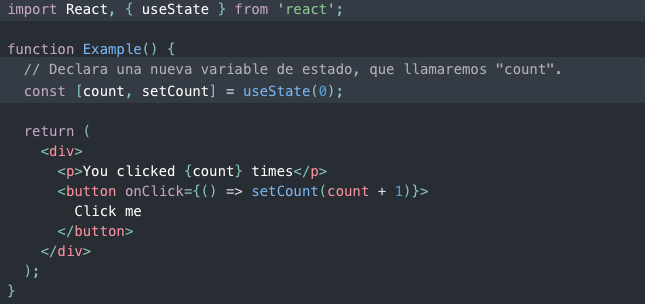 import React, { useState } from 'react';
function Example() {
// Declara una nueva variable de estado, que llamaremos "count".
const [count, setCount] = useState(0);
return (
<div>
<p>You clicked {count} times</p>
<button onClick={() => setCount(count + 1)}>
Click me
</button>
</div>
);
}